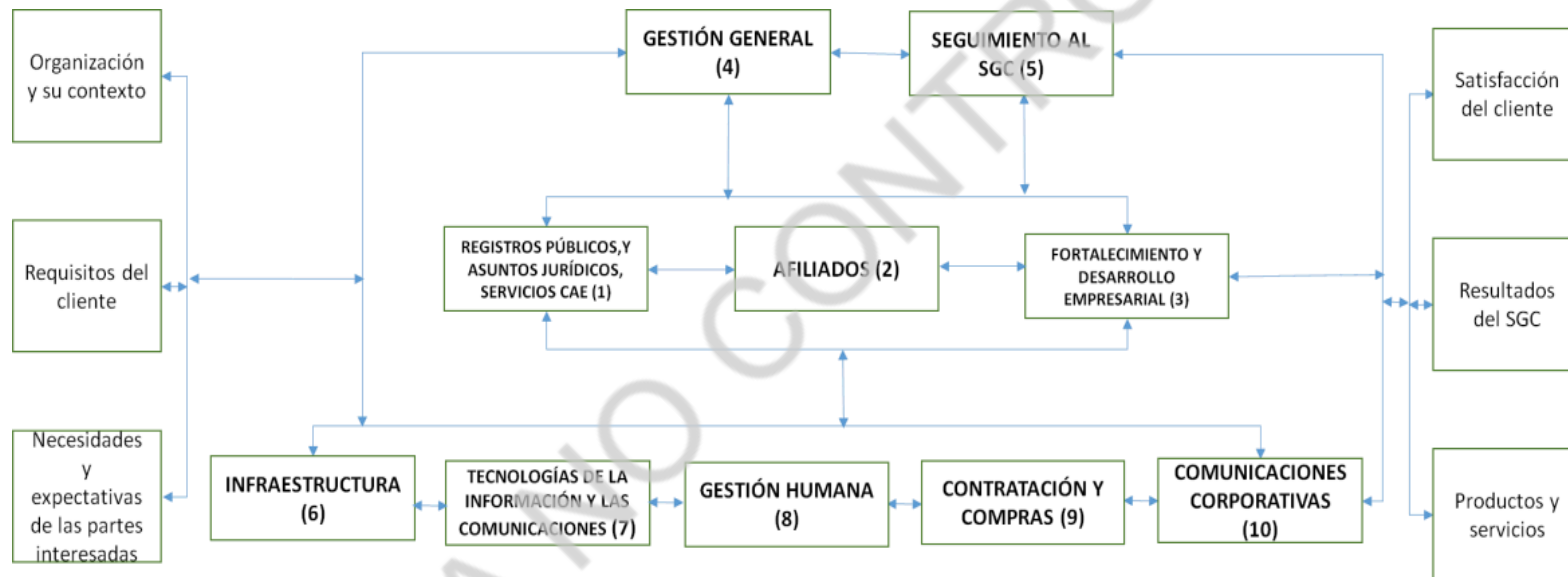 Organización
y su contexto
Requisitos del
cliente
Necesidades
y
expectativas
de las partes
interesadas
GESTIÓN GENERAL
(4)
SEGUIMIENTO AL
SGC (5)
REGISTROS PÚBLICOS,Y
ASUNTOS JURÍDICOS,
SERVICIOS CAE (1)
AFILIADOS (2)
FORTALECIMIENTO Y
DESARROLLO
EMPRESARIAL (3)
INFRAESTRUCTURA
(6)
TECNOLOGÍAS DE LA
INFORMACIÓN Y LAS
COMUNICACIONES (7)
GESTIÓN HUMANA
(8)
CONTRATACIÓN Y
COMPRAS (9)
COMUNICACIONES
CORPORATIVAS
(10)
Satisfacción
del cliente
Resultados
del SGC
Productos y
servicios
A NO CONTRO